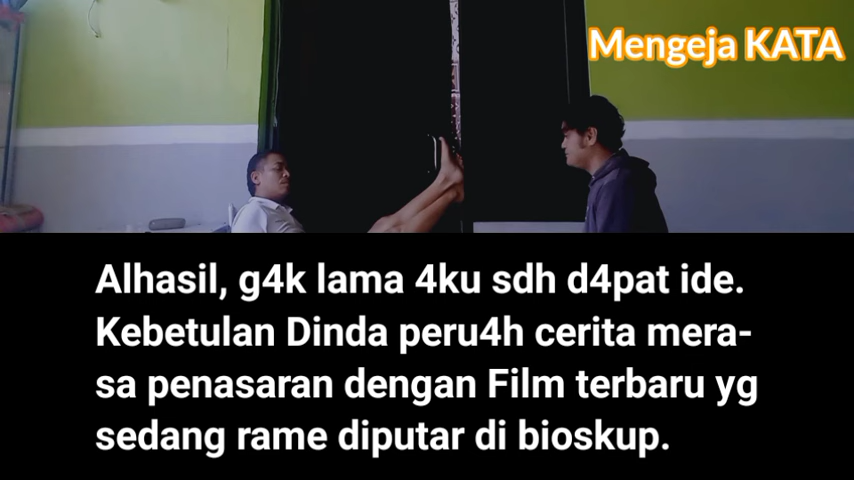 Mengeja KATA
Alhasil, g4k lama 4ku sdh d4pat ide.
Kebetulan Dinda peru4h cerita mera-
sa penasaran dengan Film terbaru yg
sedang rame diputar di bioskup.